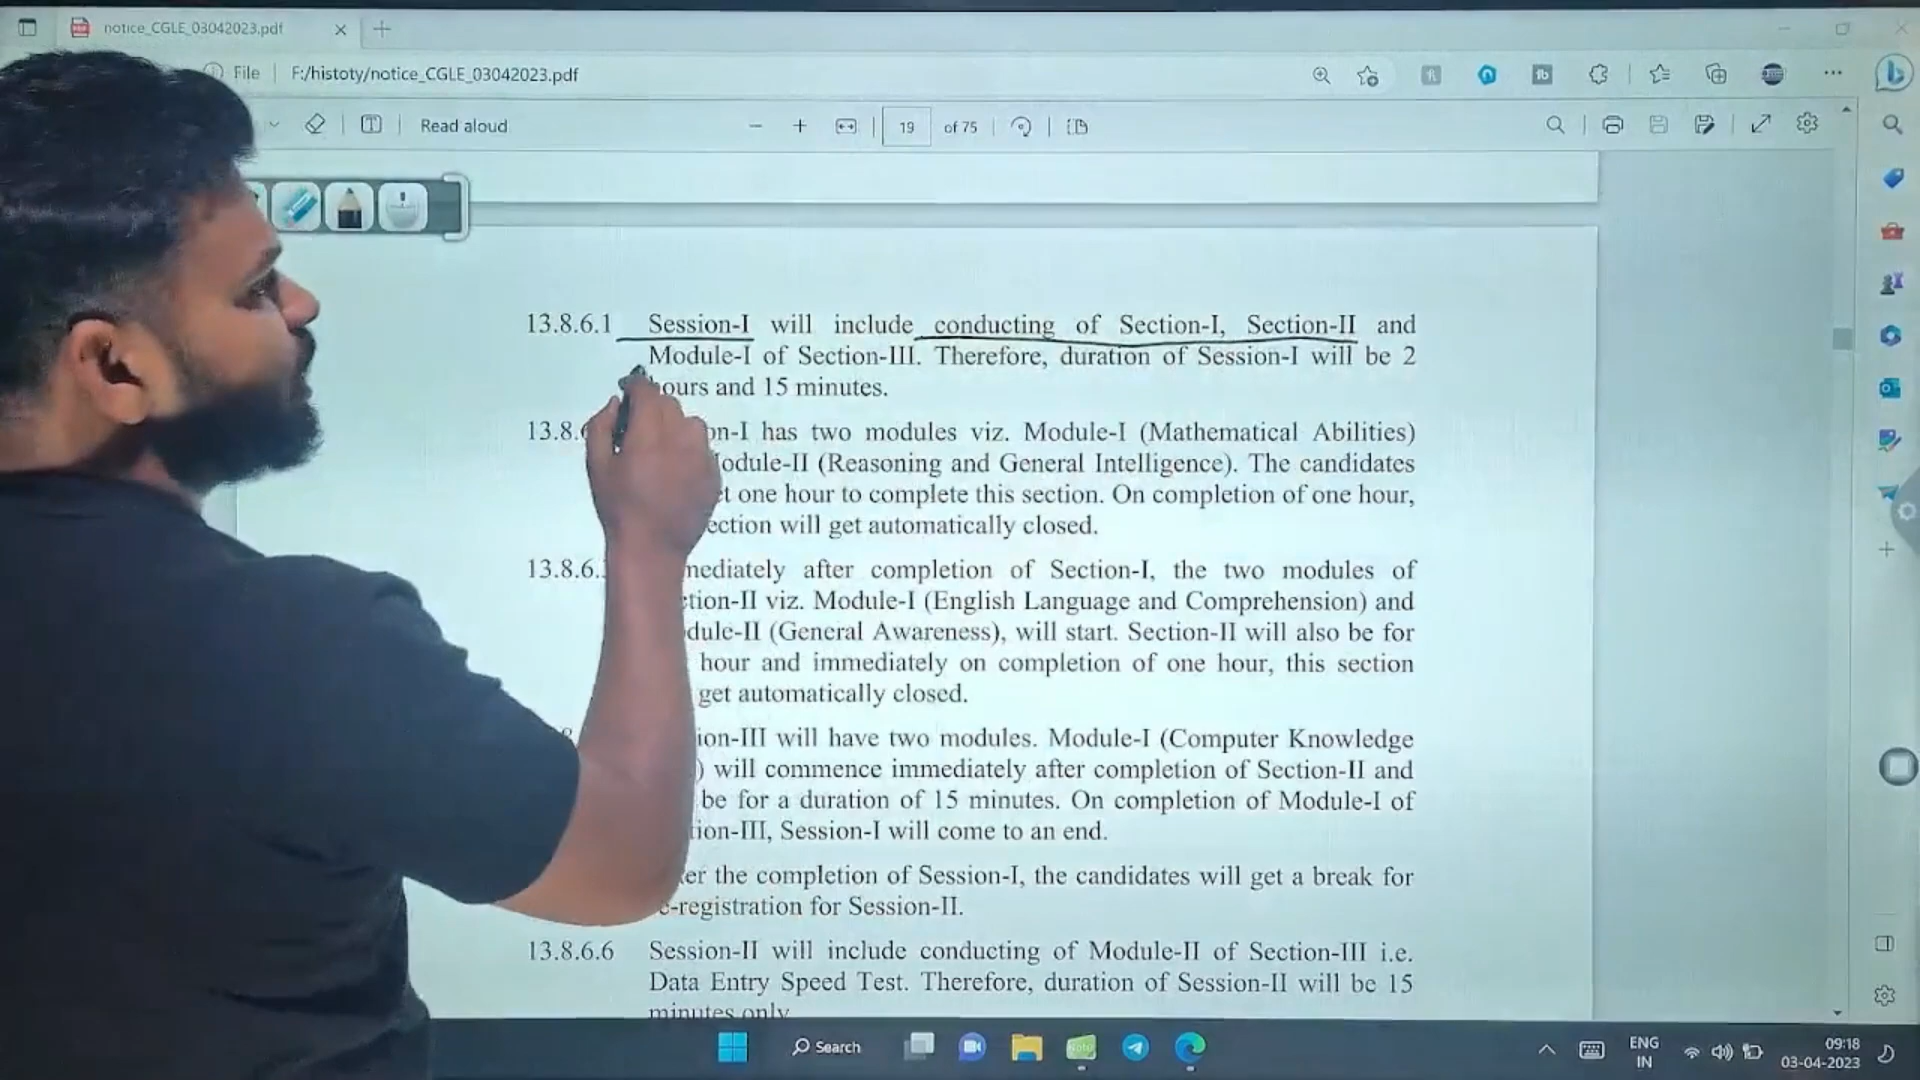 notice_CGLE_03042023.pdf
File F:/histoty/notice_CGLE_03042023.pdf
Read aloud
19 of 75
13.8.6.1 Session-I will include conducting of Section-I, Section-II and
Module-I of Section-III. Therefore, duration of Session-I will be 2
hours and 15 minutes.
13.8. on-I has two modules viz. Module-I (Mathematical Abilities)
odule-II (Reasoning and General Intelligence). The candidates
et one hour to complete this section. On completion of one hour,
ection will get automatically closed.
13.8.6. mediately after completion of Section-I, the two modules of
tion-II viz. Module-I (English Language and Comprehension) and
dule-II (General Awareness), will start. Section-II will also be for
hour and immediately on completion of one hour, this section
get automatically closed.
ion-III will have two modules. Module-I (Computer Knowledge
) will commence immediately after completion of Section-II and
be for a duration of 15 minutes. On completion of Module-I of
tion-III, Session-I will come to an end.
er the completion of Session-I, the candidates will get a break for
e-registration for Session-II.
13.8.6.6 Session-II will include conducting of Module-II of Section-III i.e.
Data Entry Speed Test. Therefore, duration of Session-II will be 15
minutes only
Search
ENG
IN
09:18
03-04-2023